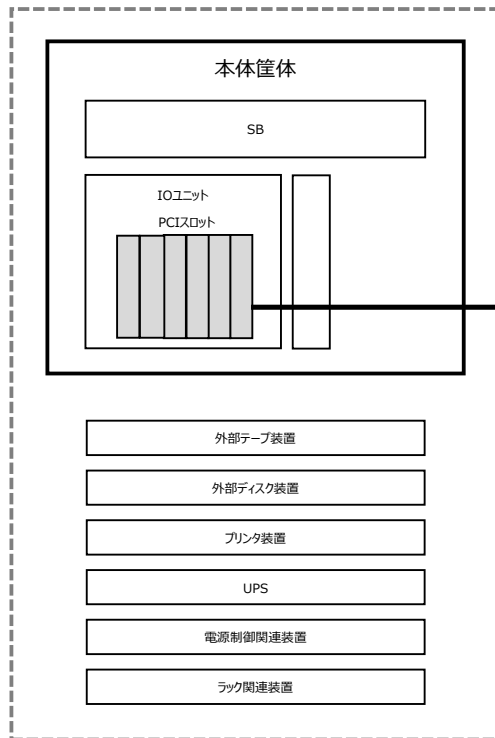 本体筐体
SB
IOユニット
PCIスロット
外部テープ装置
外部ディスク装置
プリンタ装置
UPS
電源制御関連装置
ラック関連装置